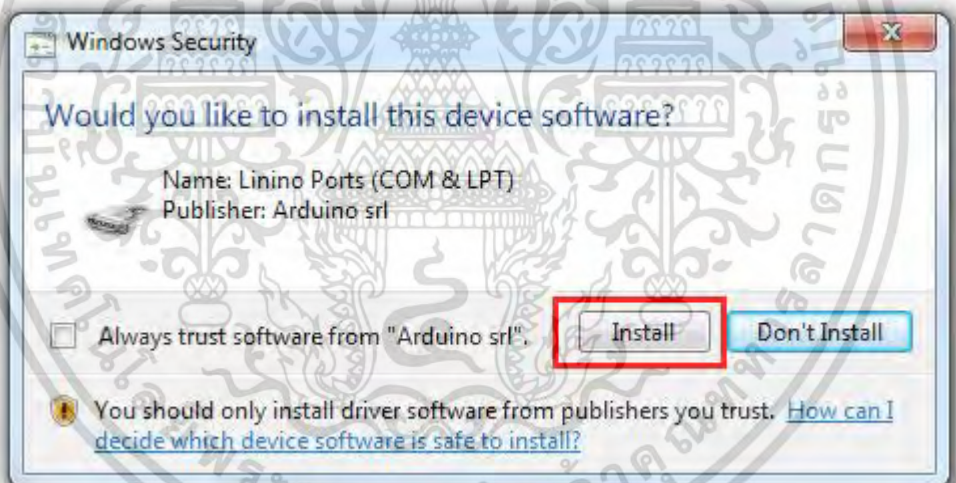 Windows Security
Would you like to install this device software?
Name: Linino Ports (COM & LPT)
Publisher: Arduino srl
Always trust software from "Arduino srl".
Install
Don't Install
You should only install driver software from publishers you trust. How can I
decide which device software is safe to install?